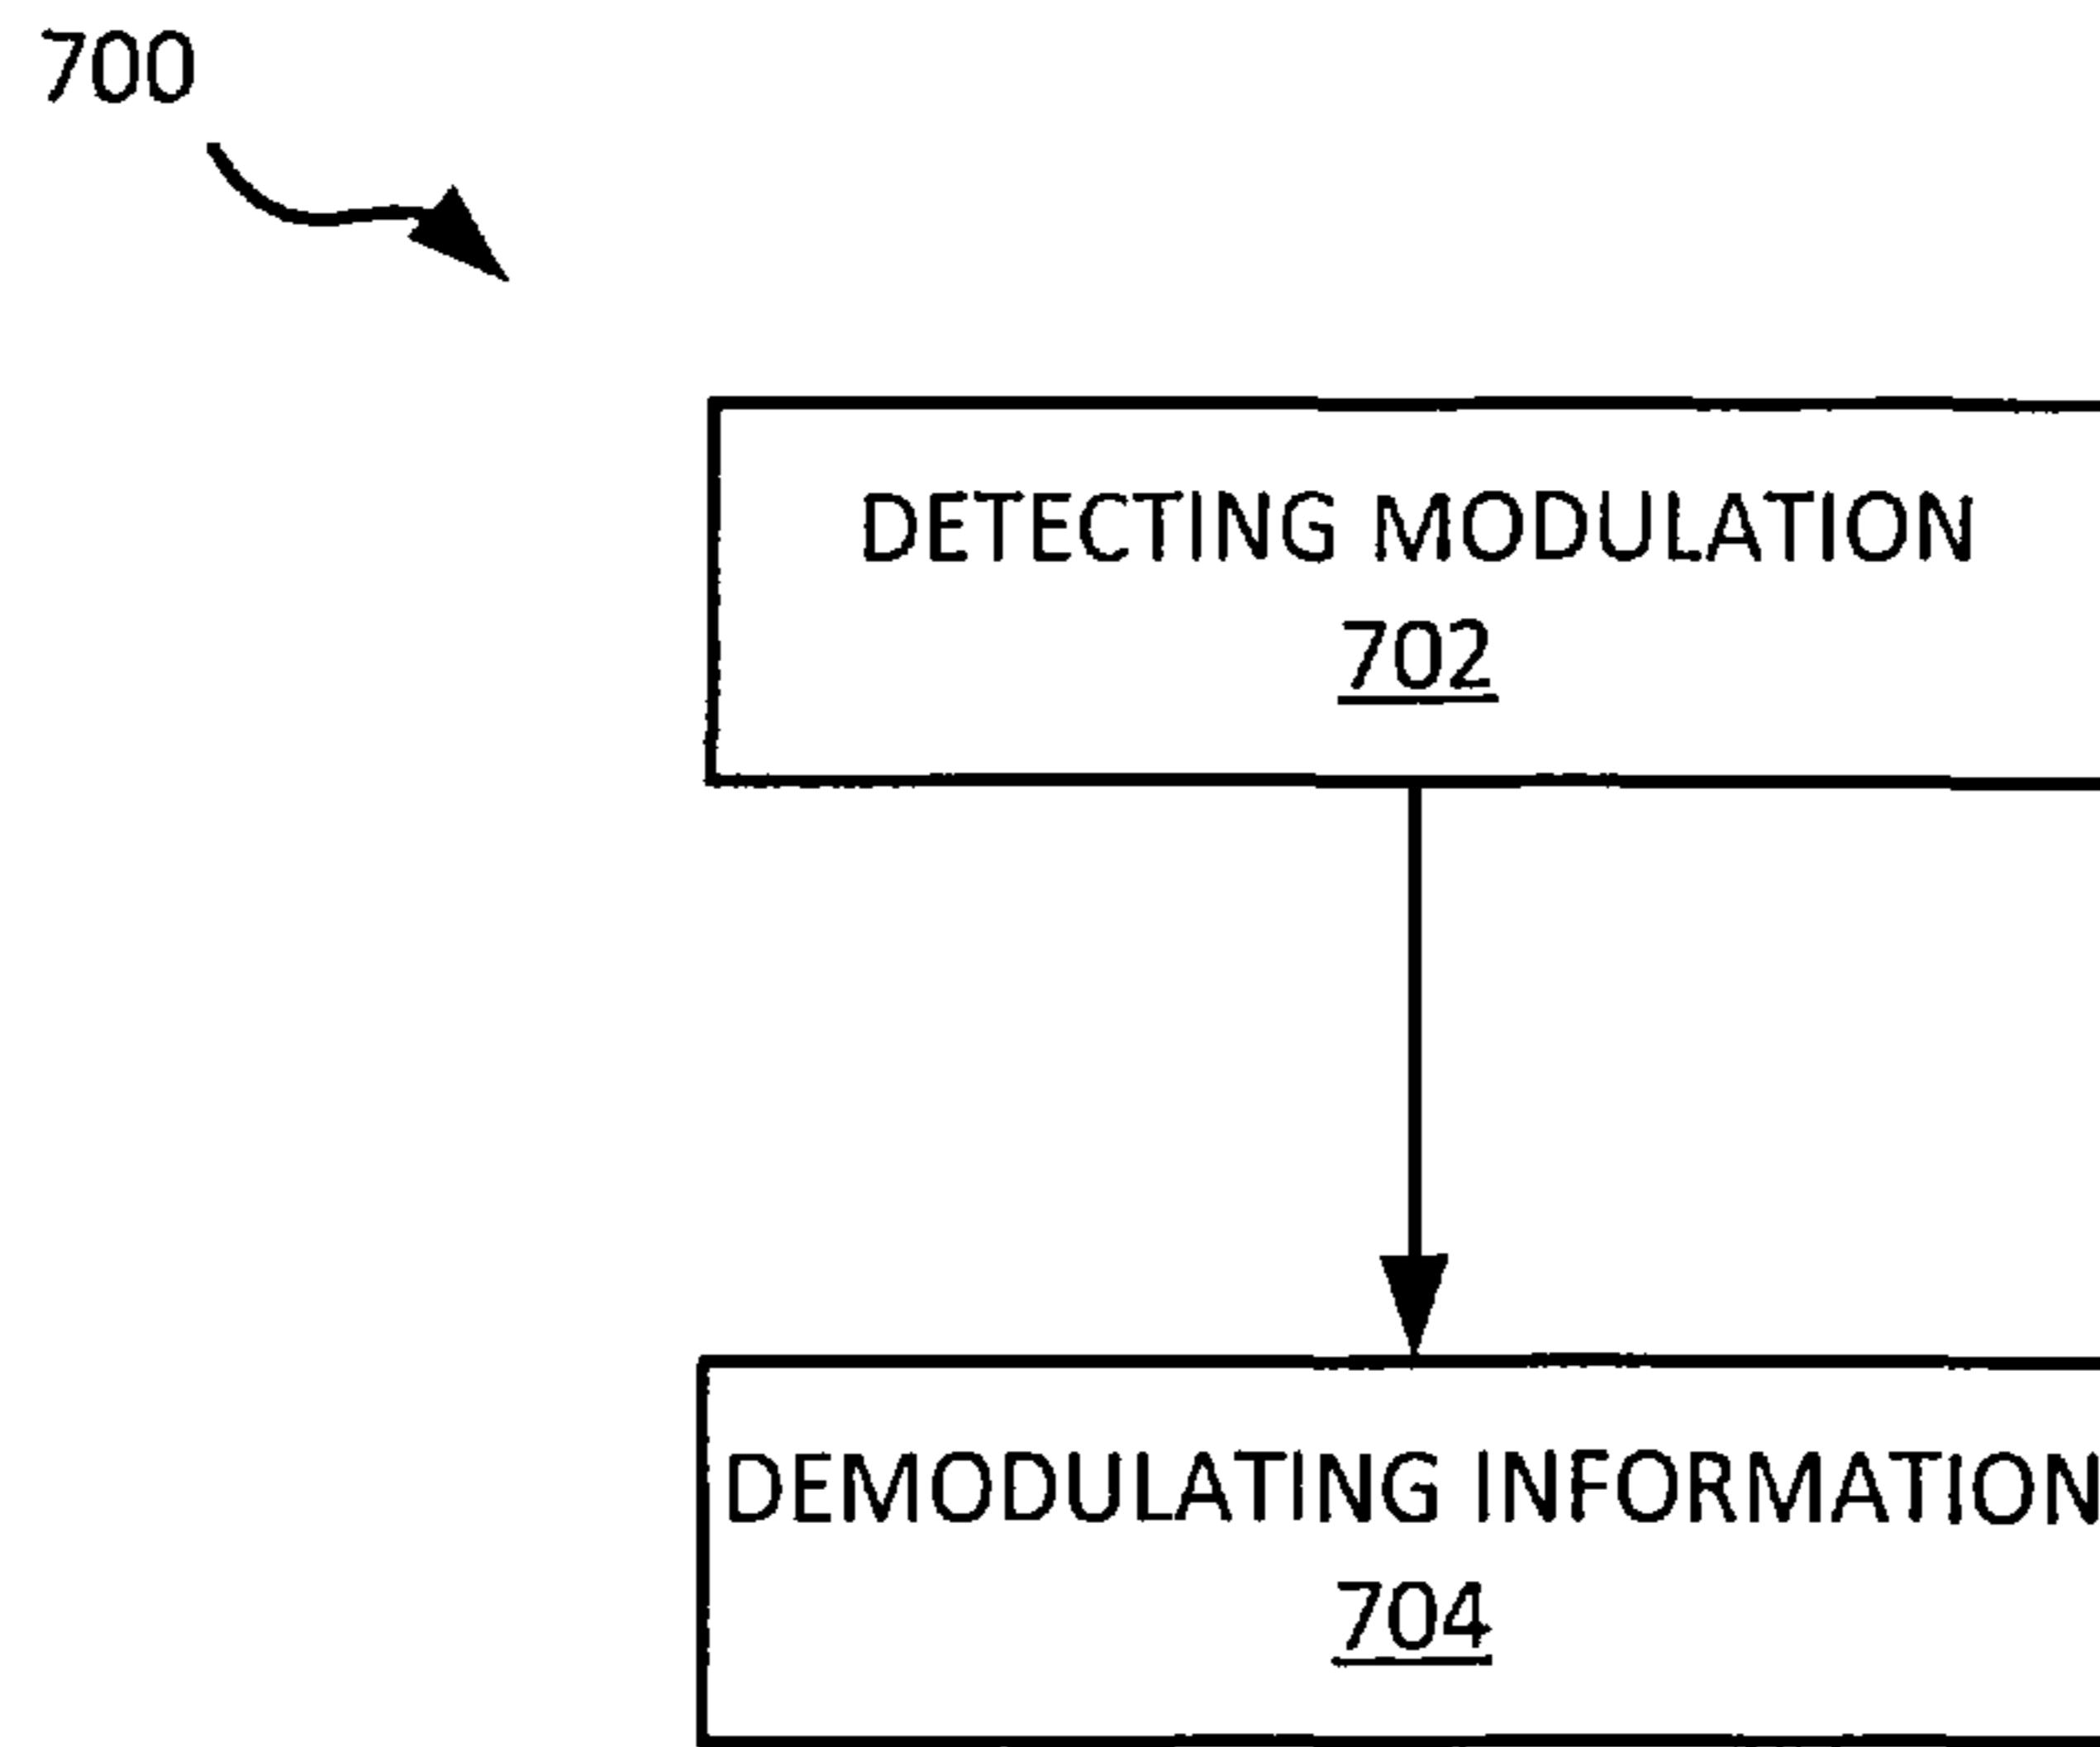 700
DETECTING MODULATION
702
DEMODULATING INFORMATION
704